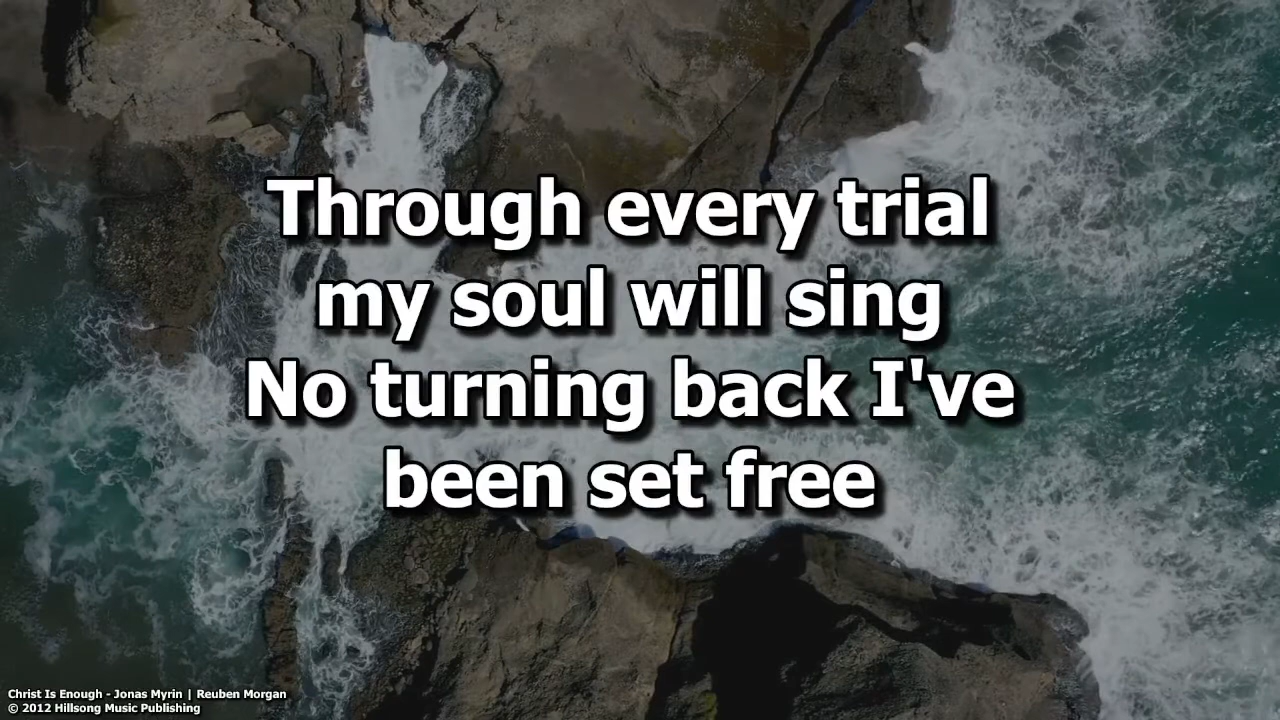 Through every trial
my soul will sing
No turning back I've
been set free
Christ Is Enough - Jonas Myrin | Reuben Morgan
© 2012 Hillsong Music Publishing